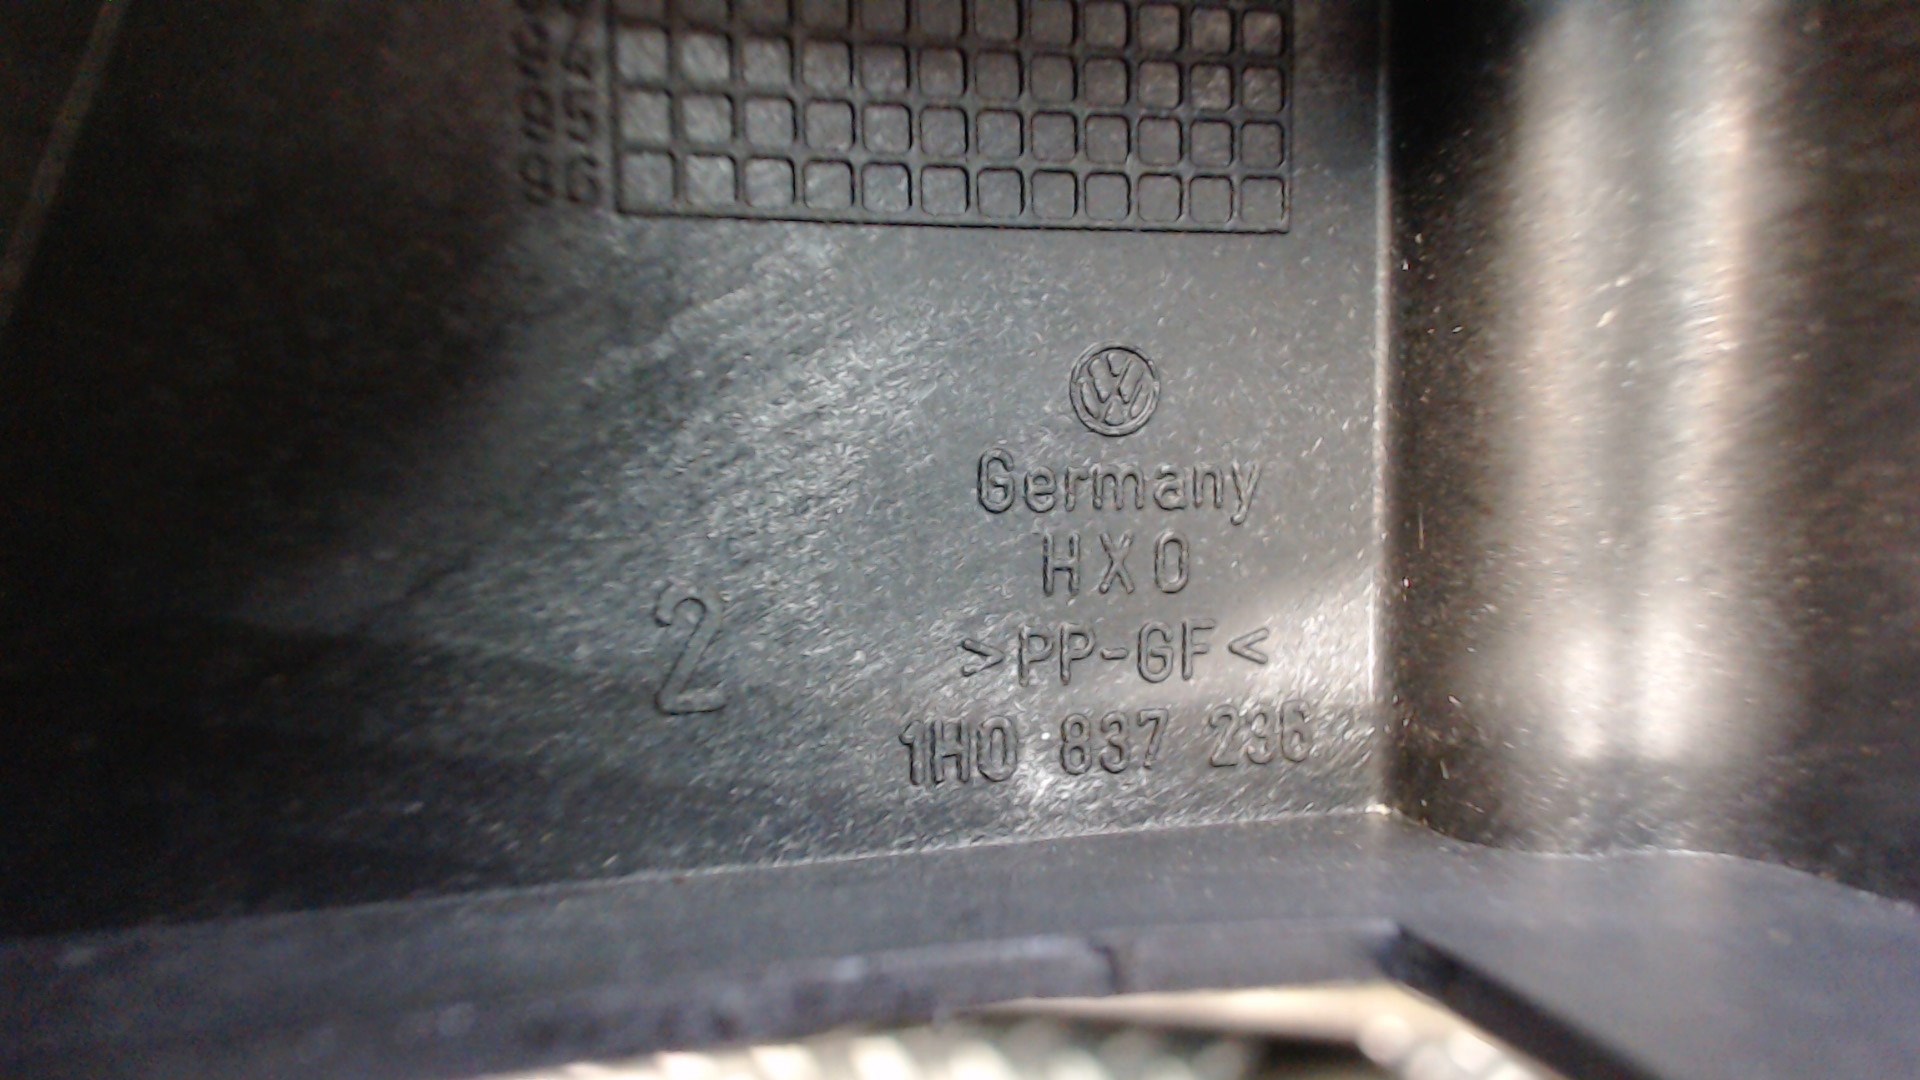 Germany
HXO
2
>PP-GF<
1H0 837 236